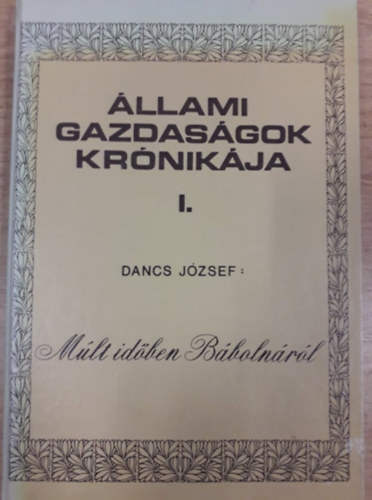 ÁLLAMI
GAZDASÁGOK
KRÓNIKÁJA
I.
DANCS JÓZSEF:
Múlt időben Bábolnáról